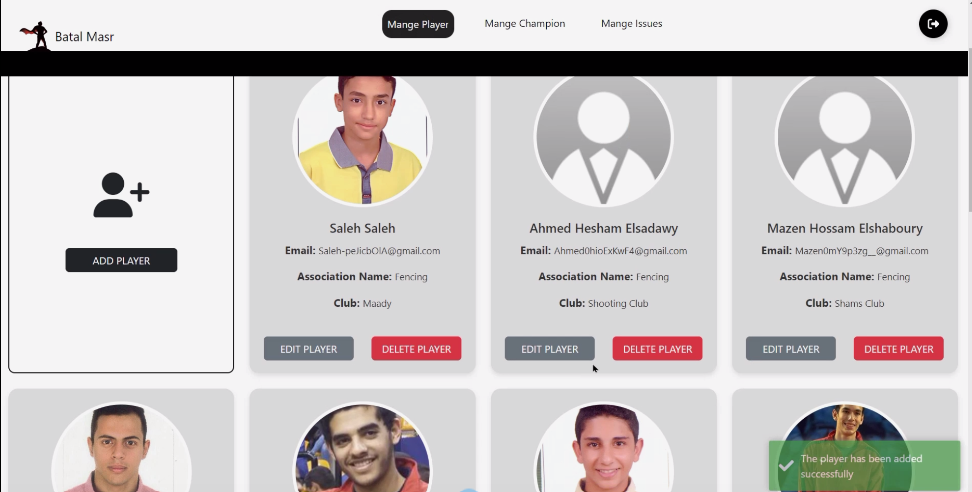 Batal Masr
Mange Player
Mange Champion
Mange Issues
ADD PLAYER
Saleh Saleh
Email: Saleh-peJicbOlA@gmail.com
Association Name: Fencing
Club: Maady
EDIT PLAYER
DELETE PLAYER
Ahmed Hesham Elsadawy
Email: Ahmed0hioExKwF4@gmail.com
Association Name: Fencing
Club: Shooting Club
EDIT PLAYER
DELETE PLAYER
Mazen Hossam Elshaboury
Email: Mazen0mY9p3zg__@gmail.com
Association Name: Fencing
Club: Shams Club
EDIT PLAYER
DELETE PLAYER
The player has been added
successfully